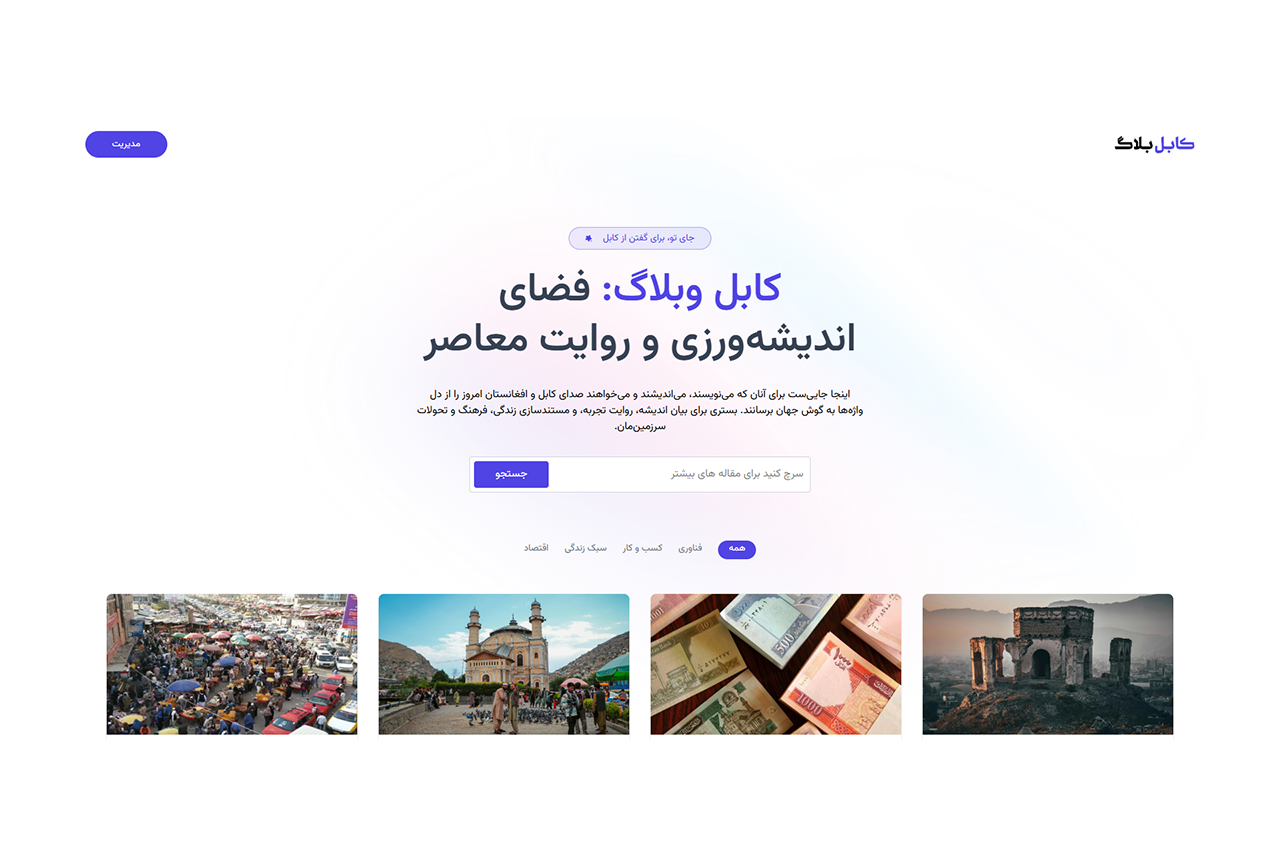 کابل بلاگ
مدیریت
جای تو، برای گفتن از کابل
کابل وبلاگ: فضای
اندیشه‌ورزی و روایت معاصر
اینجا جایی‌ست برای آنان که می‌نویسند، می‌اندیشند و می‌خواهند صدای کابل و افغانستان امروز را از دل
واژه‌ها به گوش جهان برسانند. بستری برای بیان اندیشه، روایت تجربه، و مستندسازی زندگی، فرهنگ و تحولات
سرزمین‌مان.
سرچ کنید برای مقاله های بیشتر
جستجو
همه فناوری کسب و کار سبک زندگی اقتصاد
500
1000